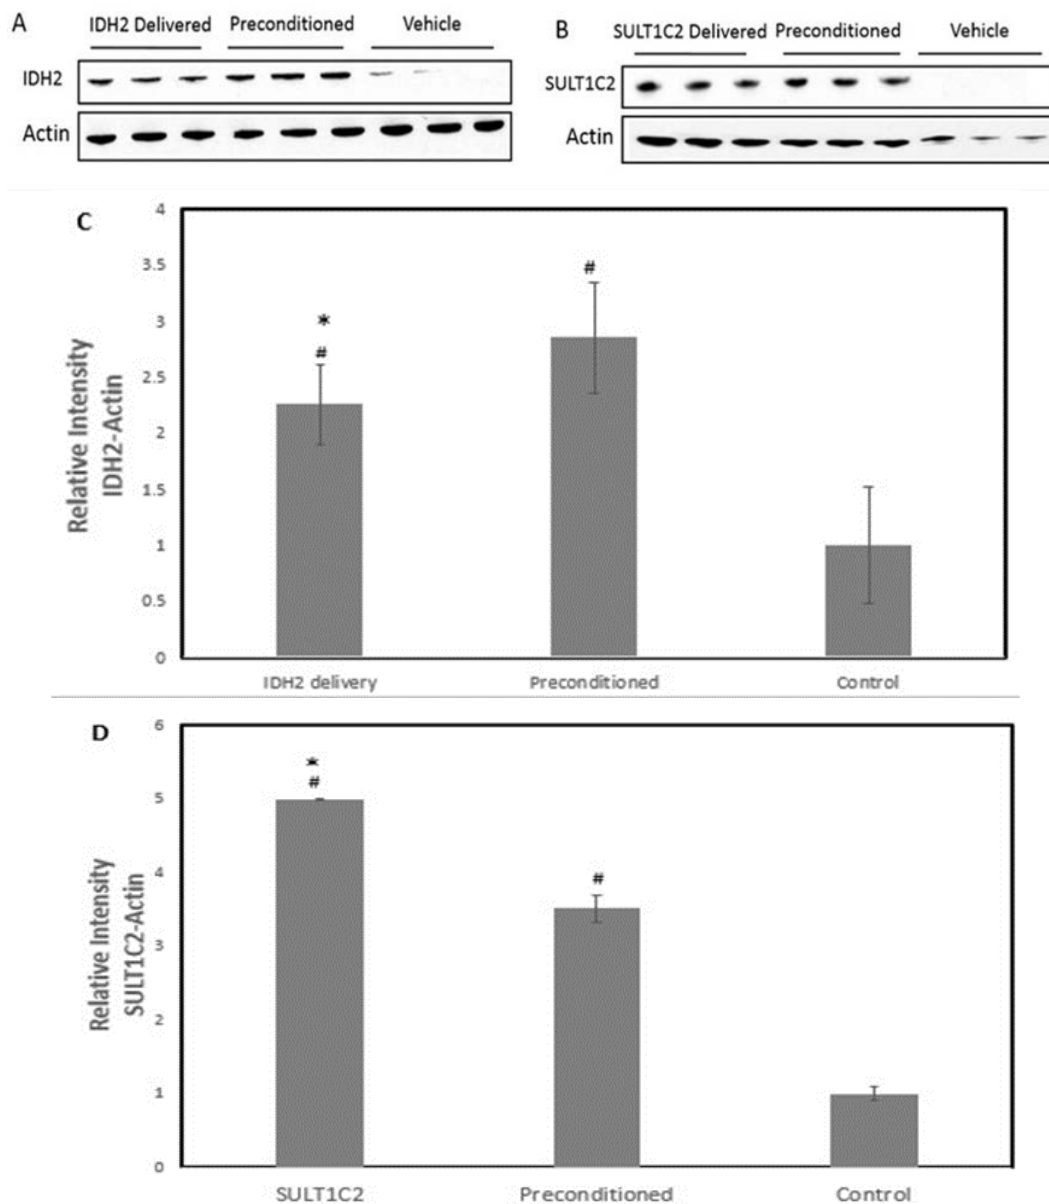 A
IDH2 Delivered Preconditioned Vehicle
IDH2
Actin
B
SULT1C2 Delivered Preconditioned Vehicle
SULT1C2
Actin
C
Relative Intensity
IDH2-Actin
4
3.5
3
2.5
2
1.5
1
0.5
0
*
#
#
IDH2 delivery Preconditioned Control
D
Relative Intensity
SULT1C2-Actin
6
5
4
3
2
1
0
*
#
#
SULT1C2 Preconditioned Control